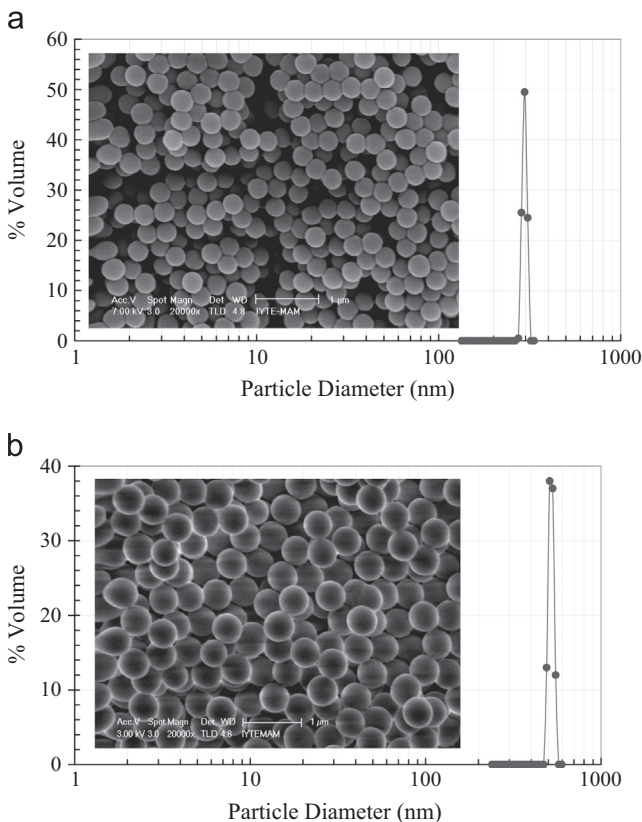 a
60
50
40
30
20
10
0
% Volume
Acc.V Spot Magn Det WD 1 µm
7.00 kV 3.0 20000x TLD 4.8 IYTE-MAM
1 10 100 1000
Particle Diameter (nm)
b
40
30
20
10
0
% Volume
Acc.V Spot Magn Det WD 1 µm
3.00 kV 3.0 20000x TLD 4.8 IYTEMAM
1 10 100 1000
Particle Diameter (nm)